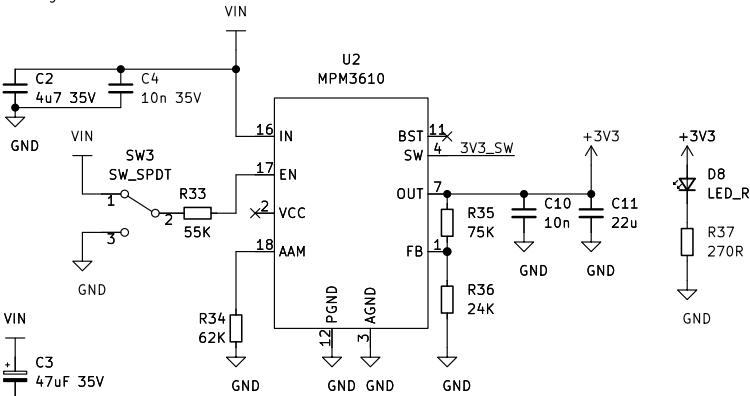 VIN
U2
MPM3610
C2
4u7 35V
C4
10n 35V
GND
VIN
SW3
SW_SPDT
1
2
3
GND
R33
55K
16 IN
17 EN
2 VCC
18 AAM
BST 11
SW 4
3V3_SW
OUT 7
FB 1
PGND
12
AGND
3
R34
62K
GND
GND
GND
R35
75K
R36
24K
GND
C10
10n
GND
+3V3
C11
22u
GND
+3V3
D8
LED_R
R37
270R
GND
VIN
C3
47uF 35V
+